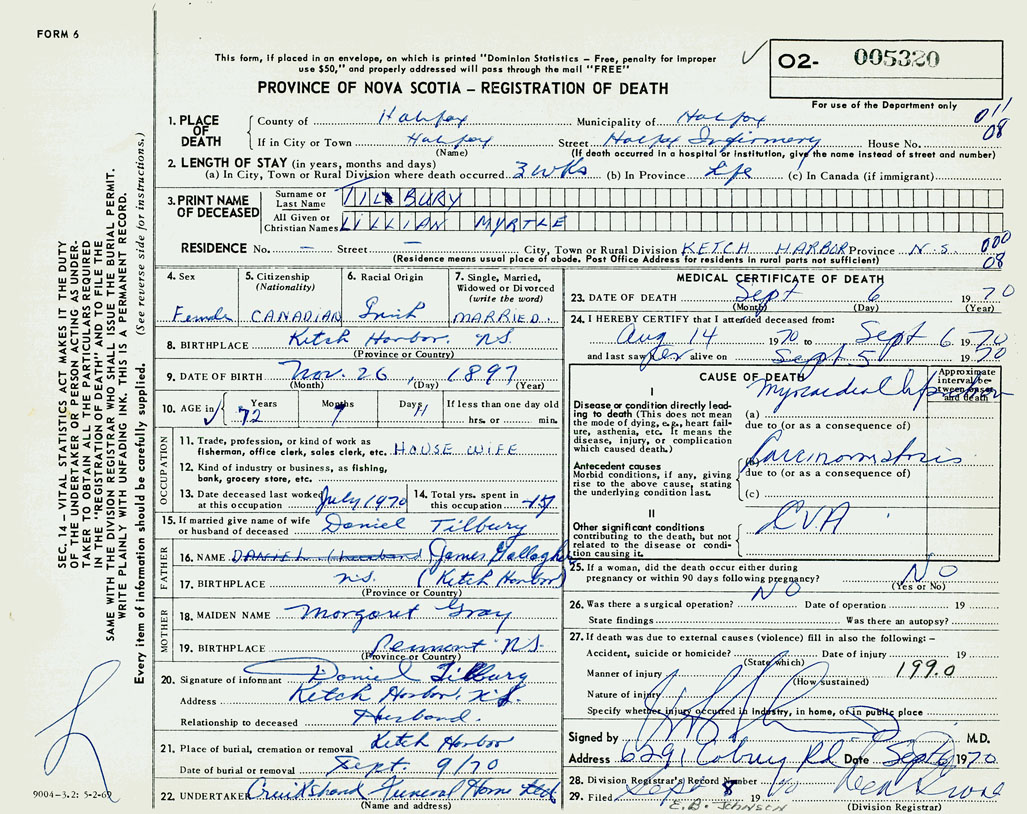 FORM 6
This form, if placed in an envelope, on which is printed "Dominion Statistics – Free, penalty for improper
use $50," and properly addressed will pass through the mail "FREE"
PROVINCE OF NOVA SCOTIA – REGISTRATION OF DEATH
O2- 005320
For use of the Department only
1. PLACE OF DEATH County of Halifax Municipality of Halifax 011
If in City or Town Halifax Street Halifax Infirmary House No. 08
(Name) (If death occurred in a hospital or institution, give the name instead of street and number)
2. LENGTH OF STAY (in years, months and days)
(a) In City, Town or Rural Division where death occurred 3 wks (b) In Province Life (c) In Canada (if immigrant)
3. PRINT NAME OF DECEASED
Surname or Last Name TILLBURY
All Given or Christian Names LILLIAN MYRTLE
RESIDENCE No. – Street – City, Town or Rural Division KETCH HARBOR Province N.S. 000
(Residence means usual place of abode. Post Office Address for residents in rural parts not sufficient) 08
4. Sex Female
5. Citizenship (Nationality) CANADIAN
6. Racial Origin
7. Single, Married, Widowed or Divorced (write the word) MARRIED.
8. BIRTHPLACE Ketch Harbor. N.S.
(Province or Country)
9. DATE OF BIRTH Nov. 26, 1897
(Month) (Day) (Year)
10. AGE in Years 72 Months 9 Days 11 If less than one day old
hrs. or min.
OCCUPATION
11. Trade, profession, or kind of work as
fisherman, office clerk, sales clerk, etc. HOUSE WIFE
12. Kind of industry or business, as fishing,
bank, grocery store, etc.
13. Date deceased last worked at this occupation July 1970
14. Total yrs. spent in this occupation
15. If married give name of wife or husband of deceased Daniel Tilbury
FATHER
16. NAME DANIEL (husband) James Gallagher
17. BIRTHPLACE N.S. (Ketch Harbor)
(Province or Country)
MOTHER
18. MAIDEN NAME Margaret Gray
19. BIRTHPLACE Pennant N.S.
(Province or Country)
20. Signature of informant Daniel Tilbury
Address Ketch Harbor. N.S.
Relationship to deceased Husband.
21. Place of burial, cremation or removal Ketch Harbor
Date of burial or removal Sept. 9/70
22. UNDERTAKER Cruikshank Funeral Home Ltd
(Name and address)
MEDICAL CERTIFICATE OF DEATH
23. DATE OF DEATH Sept 6 1970
(Month) (Day) (Year)
24. I HEREBY CERTIFY that I attended deceased from:
Aug 14 1970 to Sept 6 1970
and last saw her alive on Sept 5 1970
CAUSE OF DEATH
Approximate interval between onset and death
I
Disease or condition directly leading to death (This does not
mean the mode of dying, e.g., heart failure, asthenia, etc. It means the
disease, injury, or complication
which caused death.)
(a) Myocardial
due to (or as a consequence of)
Antecedent causes
Morbid conditions, if any, giving
rise to the above cause, stating
the underlying condition last.
(b) Carcinomatosis
due to (or as a consequence of)
(c)
II
Other significant conditions
contributing to the death, but not
related to the disease or condition causing it.
CVA
25. If a woman, did the death occur either during
pregnancy or within 90 days following pregnancy? NO
(Yes or No)
26. Was there a surgical operation? NO Date of operation 19
State findings Was there an autopsy?
27. If death was due to external causes (violence) fill in also the following: –
Accident, suicide or homicide? Date of injury 19
(State which)
Manner of injury 199.0
(How sustained)
Nature of injury
Specify whether injury occurred in Industry, in home, or in public place
Signed by M.D.
Address 6291 Coburg Rd Date Sept 6 1970
28. Division Registrar's Record Number
29. Filed Sept 8 19 70
E.D. JOHNSON (Division Registrar)
SEC. 14 – VITAL STATISTICS ACT MAKES IT THE DUTY
OF THE UNDERTAKER OR PERSON ACTING AS UNDER-
TAKER TO OBTAIN ALL THE PARTICULARS REQUIRED
IN THE "REGISTRATION OF DEATH" AND TO FILE THE
SAME WITH THE DIVISION REGISTRAR WHO SHALL ISSUE THE BURIAL PERMIT.
WRITE PLAINLY WITH UNFADING INK. THIS IS A PERMANENT RECORD.
Every item of information should be carefully supplied. (See reverse side for instructions.)
9004-3.2: 5-2-69